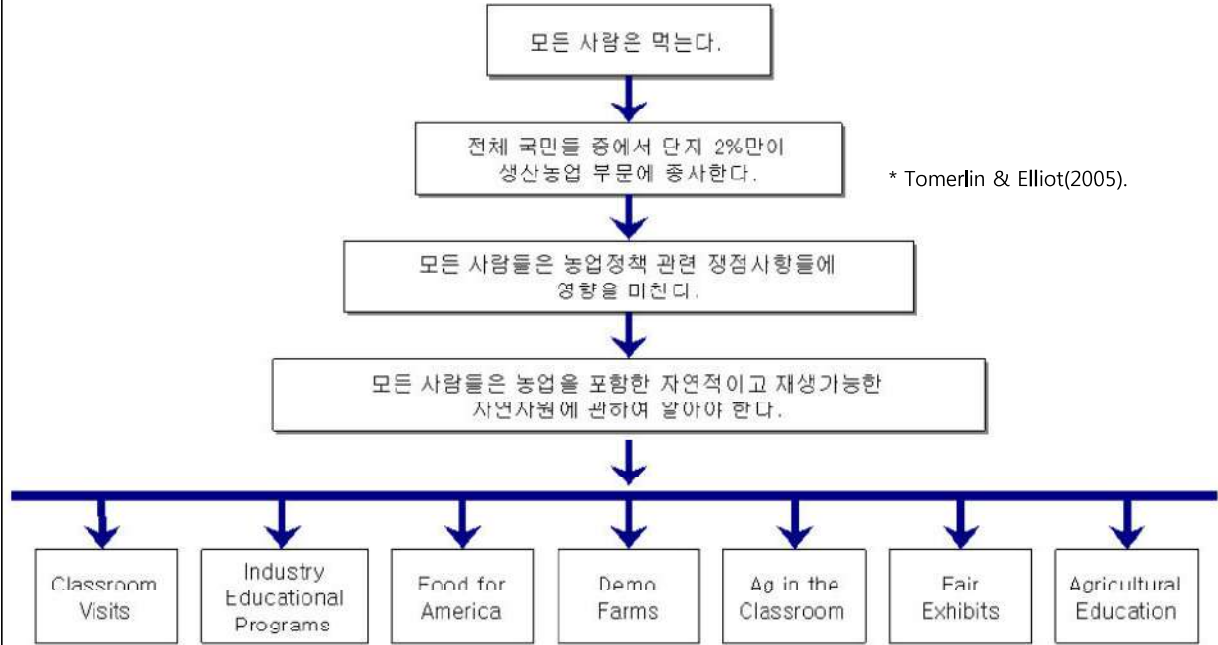 모든 사람은 먹는다.
전체 국민들 중에서 단지 2%만이
생산농업 부문에 종사한다.
* Tomerlin & Elliot(2005).
모든 사람들은 농업정책 관련 쟁점사항들에
영향을 미친다.
모든 사람들은 농업을 포함한 자연적이고 재생가능한
자연자원에 관하여 알아야 한다.
Classroom
Visits
Industry
Educational
Programs
Food for
America
Demo
Farms
Ag in the
Classroom
Fair
Exhibits
Agricultural
Education